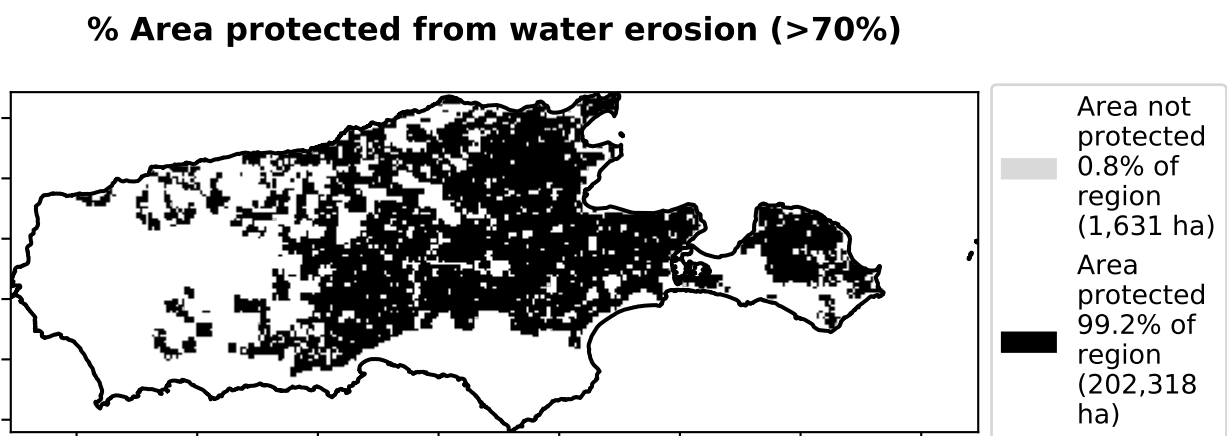 % Area protected from water erosion (>70%)
Area not
protected
0.8% of
region
(1,631 ha)
Area
protected
99.2% of
region
(202,318
ha)